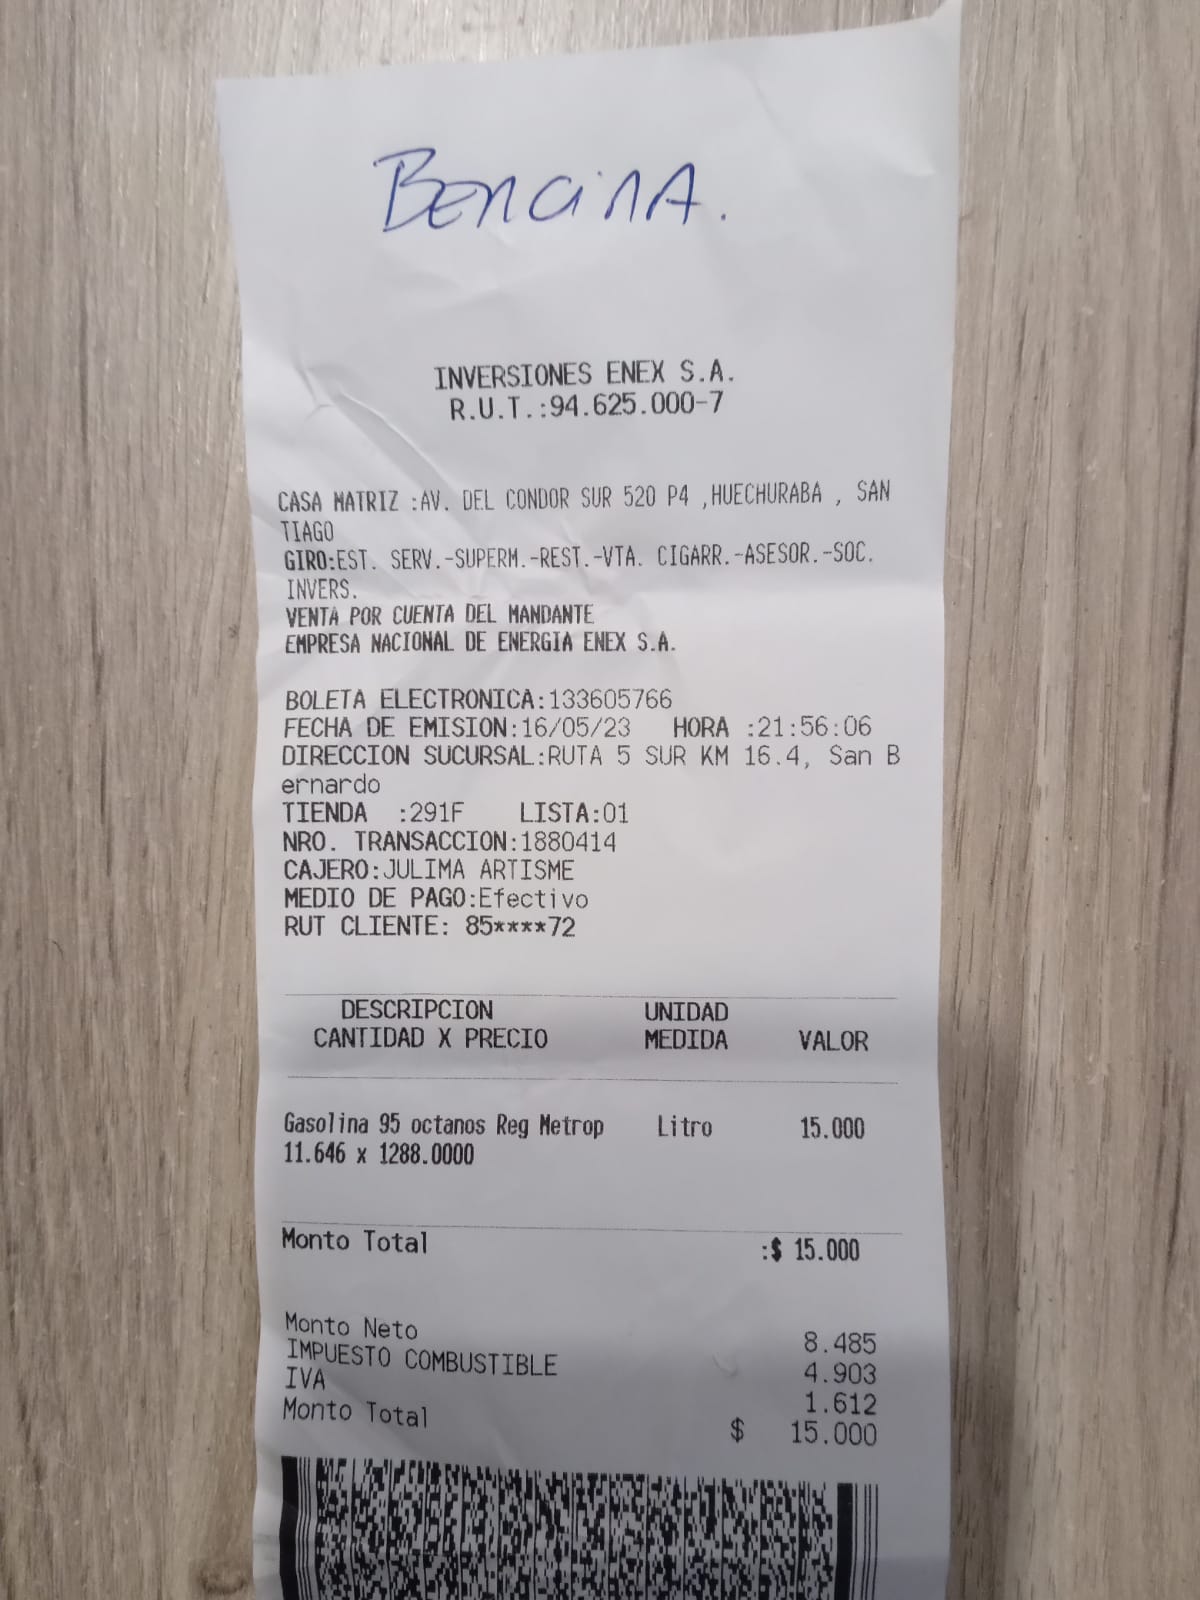 BencinA.
INVERSIONES ENEX S.A.
R.U.T.:94.625.000-7
CASA MATRIZ :AV. DEL CONDOR SUR 520 P4 ,HUECHURABA , SAN
TIAGO
GIRO:EST. SERV.-SUPERM.-REST.-VTA. CIGARR.-ASESOR.-SOC.
INVERS.
VENTA POR CUENTA DEL MANDANTE
EMPRESA NACIONAL DE ENERGIA ENEX S.A.
BOLETA ELECTRONICA:133605766
FECHA DE EMISION:16/05/23 HORA :21:56:06
DIRECCION SUCURSAL:RUTA 5 SUR KM 16.4, San B
ernardo
TIENDA :291F LISTA:01
NRO. TRANSACCION:1880414
CAJERO:JULIMA ARTISME
MEDIO DE PAGO:Efectivo
RUT CLIENTE: 85****72
DESCRIPCION UNIDAD
CANTIDAD X PRECIO MEDIDA VALOR
Gasolina 95 octanos Reg Metrop Litro 15.000
11.646 x 1288.0000
Monto Total :$ 15.000
Monto Neto 8.485
IMPUESTO COMBUSTIBLE 4.903
IVA 1.612
Monto Total $ 15.000